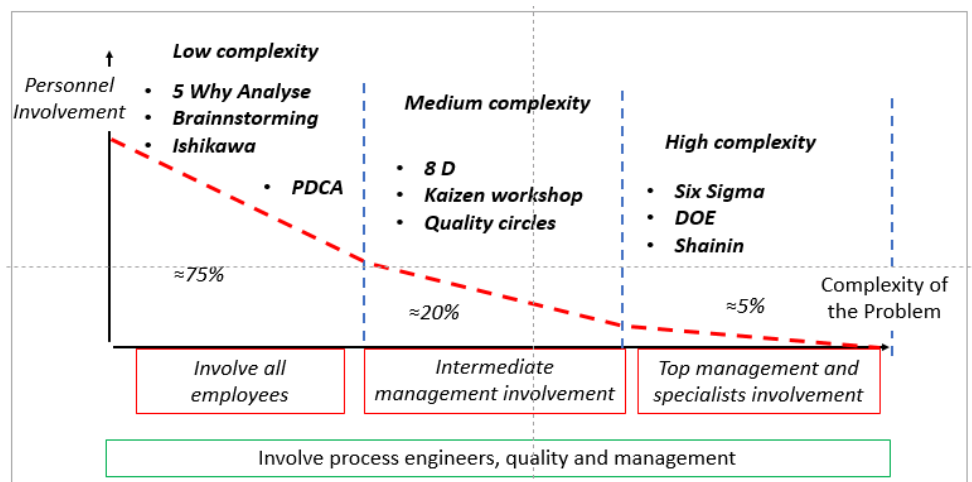 Personnel
Involvement
Low complexity
• 5 Why Analyse
• Brainnstorming
• Ishikawa
• PDCA
≈75%
Medium complexity
• 8 D
• Kaizen workshop
• Quality circles
≈20%
High complexity
• Six Sigma
• DOE
• Shainin
≈5%
Complexity of
the Problem
Involve all
employees
Intermediate
management involvement
Top management and
specialists involvement
Involve process engineers, quality and management